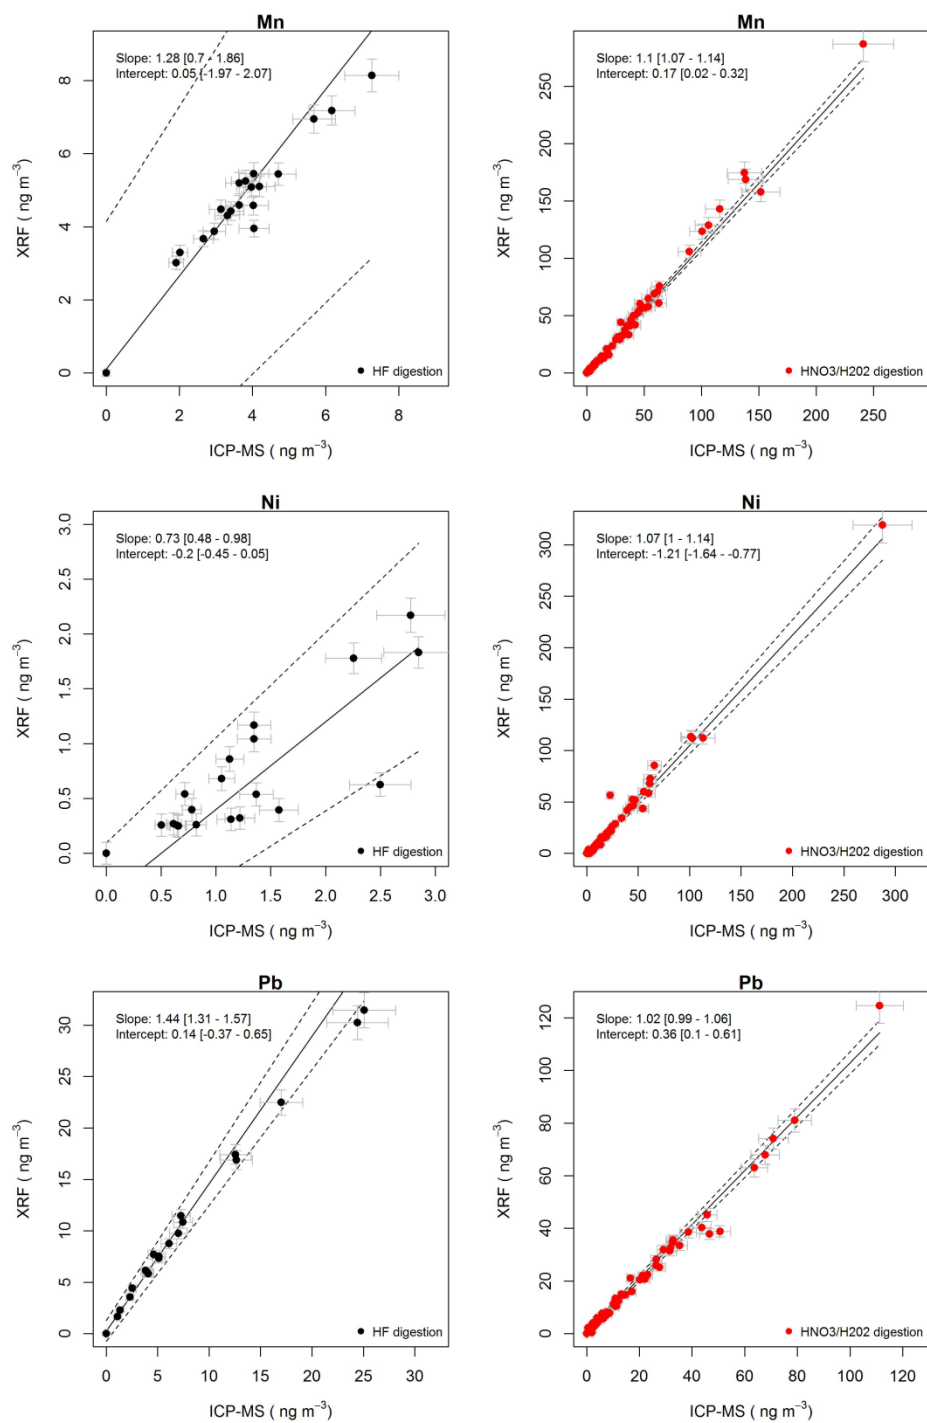 Mn
Slope: 1.28 [0.7 - 1.86]
Intercept: 0.05 [-1.97 - 2.07]
XRF ( ng m⁻³)
8
6
4
2
0
HF digestion
0 2 4 6 8
ICP-MS ( ng m⁻³)
Mn
Slope: 1.1 [1.07 - 1.14]
Intercept: 0.17 [0.02 - 0.32]
XRF ( ng m⁻³)
250
200
150
100
50
0
HNO3/H202 digestion
0 50 100 150 200 250
ICP-MS ( ng m⁻³)
Ni
Slope: 0.73 [0.48 - 0.98]
Intercept: -0.2 [-0.45 - 0.05]
XRF ( ng m⁻³)
3.0
2.5
2.0
1.5
1.0
0.5
0.0
HF digestion
0.0 0.5 1.0 1.5 2.0 2.5 3.0
ICP-MS ( ng m⁻³)
Ni
Slope: 1.07 [1 - 1.14]
Intercept: -1.21 [-1.64 - -0.77]
XRF ( ng m⁻³)
300
250
200
150
100
50
0
HNO3/H202 digestion
0 50 100 150 200 250 300
ICP-MS ( ng m⁻³)
Pb
Slope: 1.44 [1.31 - 1.57]
Intercept: 0.14 [-0.37 - 0.65]
XRF ( ng m⁻³)
30
25
20
15
10
5
0
HF digestion
0 5 10 15 20 25 30
ICP-MS ( ng m⁻³)
Pb
Slope: 1.02 [0.99 - 1.06]
Intercept: 0.36 [0.1 - 0.61]
XRF ( ng m⁻³)
120
100
80
60
40
20
0
HNO3/H202 digestion
0 20 40 60 80 100 120
ICP-MS ( ng m⁻³)